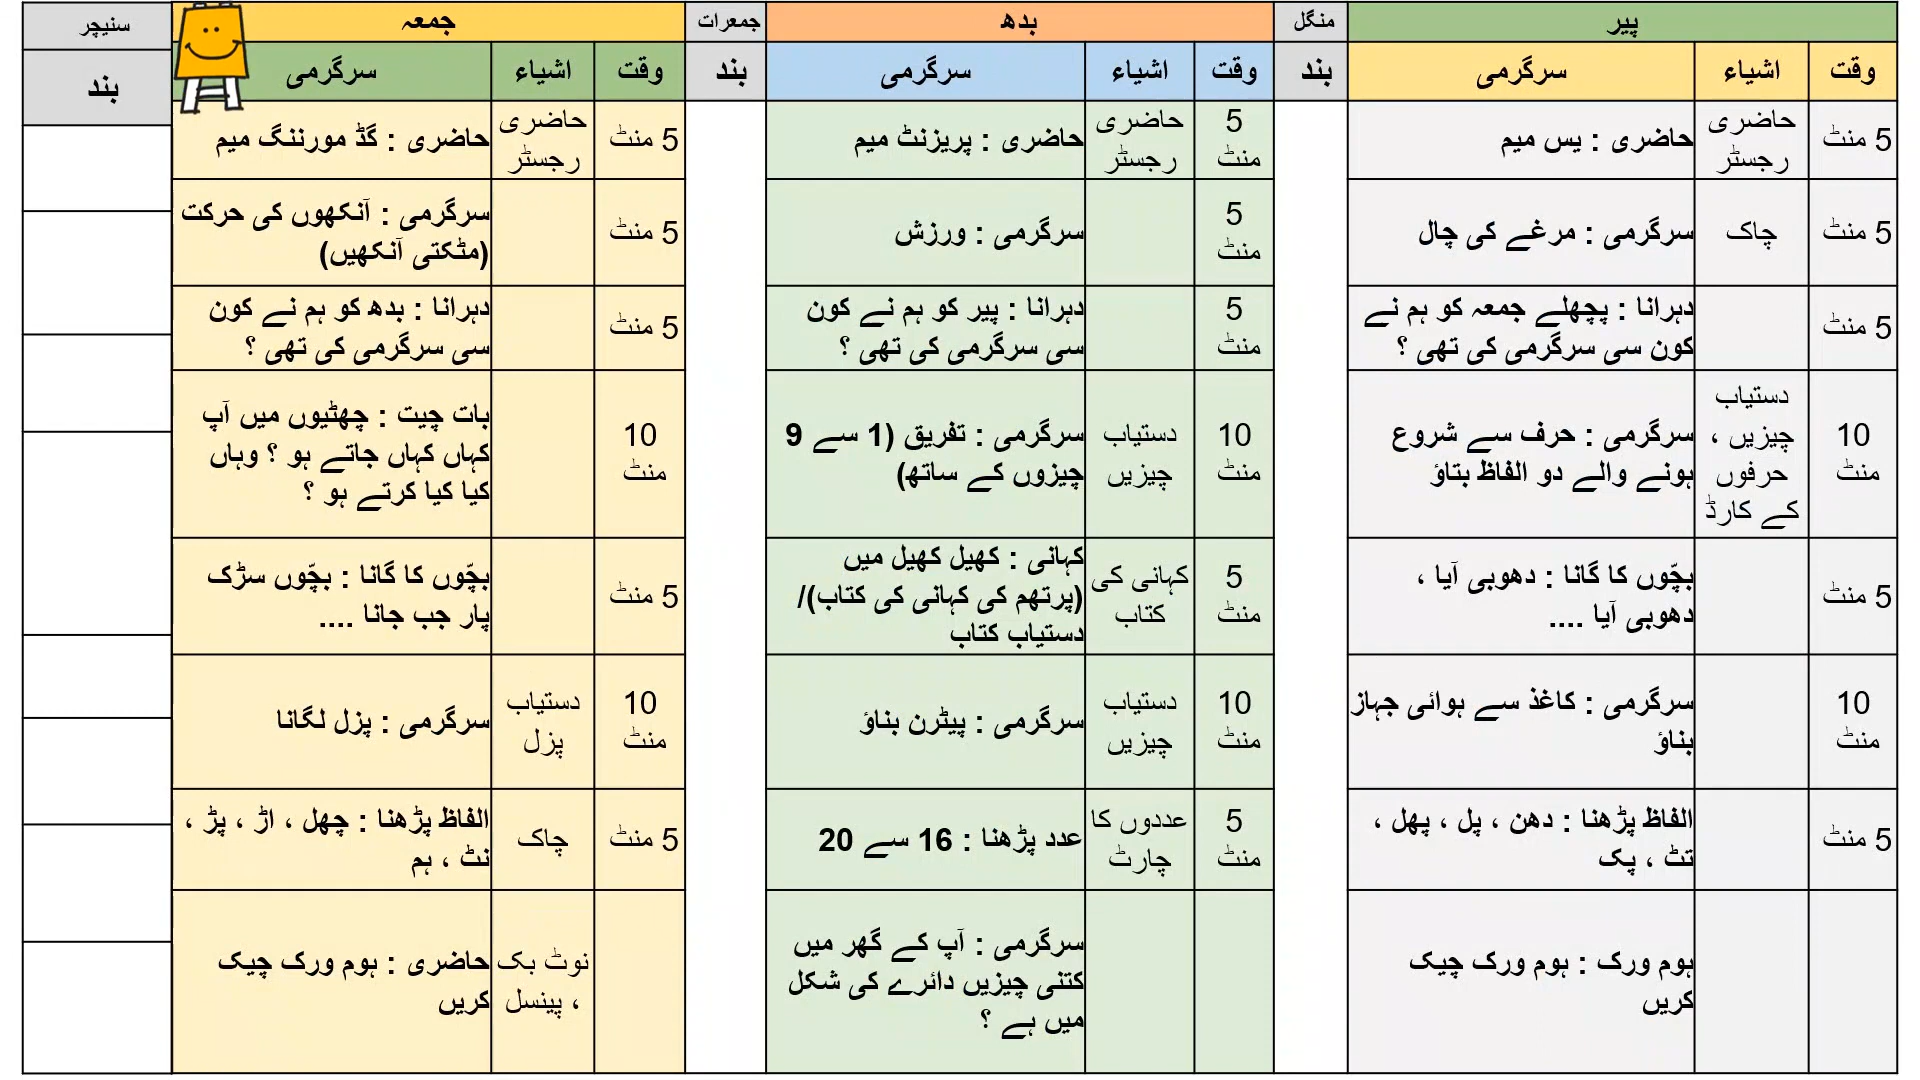 پیر
منگل
بدھ
جمعرات
جمعہ
سنیچر
وقت
اشیاء
سرگرمی
بند
وقت
اشیاء
سرگرمی
بند
وقت
اشیاء
سرگرمی
بند
5 منٹ
حاضری
رجسٹر
حاضری : یس میم
5
منٹ
حاضری
رجسٹر
حاضری : پریزنٹ میم
5 منٹ
حاضری
رجسٹر
حاضری : گڈ مورننگ میم
5 منٹ
چاک
سرگرمی : مرغے کی چال
5
منٹ
سرگرمی : ورزش
5 منٹ
سرگرمی : آنکھوں کی حرکت
(مٹکتی آنکھیں)
5 منٹ
دہرانا : پچھلے جمعہ کو ہم نے
کون سی سرگرمی کی تھی ؟
5
منٹ
دہرانا : پیر کو ہم نے کون
سی سرگرمی کی تھی ؟
5 منٹ
دہرانا : بدھ کو ہم نے کون
سی سرگرمی کی تھی ؟
10
منٹ
دستیاب
چیزیں ،
حرفوں
کے کارڈ
سرگرمی : حرف سے شروع
ہونے والے دو الفاظ بتاؤ
10
منٹ
دستیاب
چیزیں
سرگرمی : تفریق (1 سے 9
چیزوں کے ساتھ)
10
منٹ
بات چیت : چھٹیوں میں آپ
کہاں کہاں جاتے ہو ؟ وہاں
کیا کیا کرتے ہو ؟
5 منٹ
بچّوں کا گانا : دھوبی آیا ،
دھوبی آیا ....
5
منٹ
کہانی کی
کتاب
کہانی : کھیل کھیل میں
(پرتھم کی کہانی کی کتاب)/
دستیاب کتاب
5 منٹ
بچّوں کا گانا : بچّوں سڑک
پار جب جانا ....
10
منٹ
سرگرمی : کاغذ سے ہوائی جہاز
بناؤ
10
منٹ
دستیاب
چیزیں
سرگرمی : پیٹرن بناؤ
10
منٹ
دستیاب
پزل
سرگرمی : پزل لگانا
5 منٹ
الفاظ پڑھنا : دھن ، پل ، پھل ،
تٹ ، پک
5
منٹ
عددوں کا
چارٹ
عدد پڑھنا : 16 سے 20
5 منٹ
چاک
الفاظ پڑھنا : چھل ، اڑ ، پڑ ،
نٹ ، ہم
ہوم ورک : ہوم ورک چیک
کریں
سرگرمی : آپ کے گھر میں
کتنی چیزیں دائرے کی شکل
میں ہے ؟
نوٹ بک
، پینسل
حاضری : ہوم ورک چیک
کریں